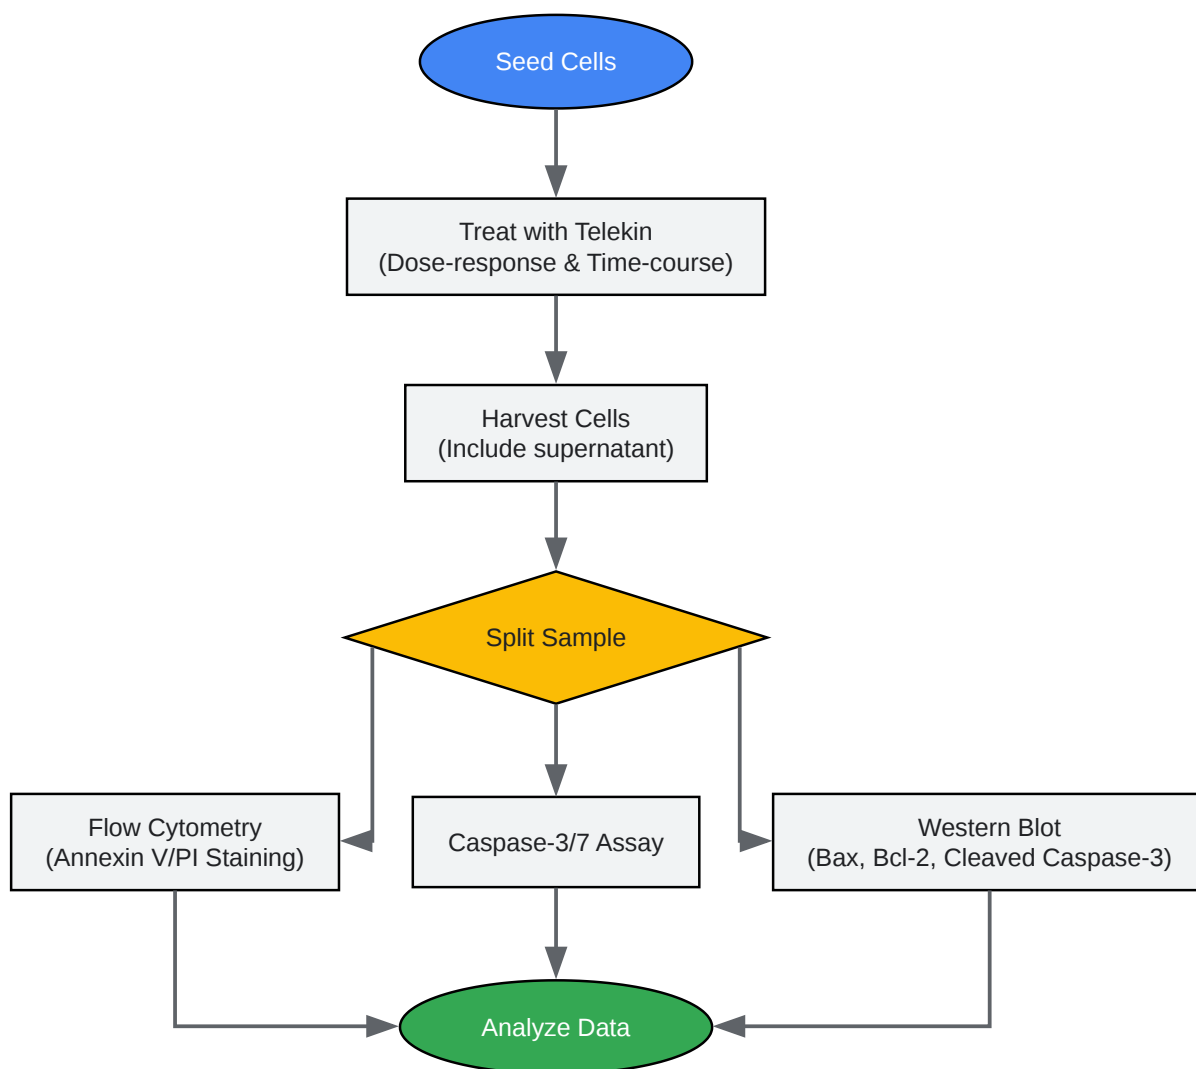 Seed Cells
Treat with Telekin
(Dose-response & Time-course)
Harvest Cells
(Include supernatant)
Split Sample
Flow Cytometry
(Annexin V/PI Staining)
Caspase-3/7 Assay
Western Blot
(Bax, Bcl-2, Cleaved Caspase-3)
Analyze Data